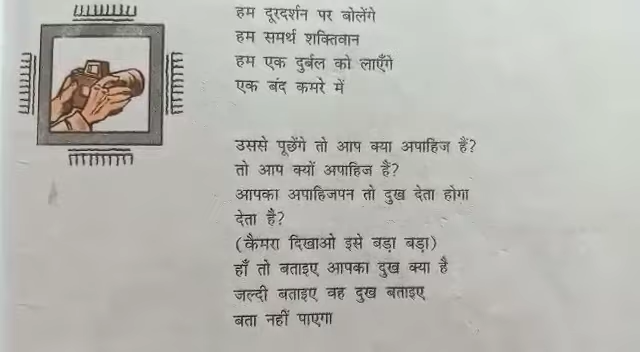 हम दूरदर्शन पर बोलेंगे
हम समर्थ शक्तिवान
हम एक दुर्बल को लाएँगे
एक बंद कमरे में
उससे पूछेंगे तो आप क्या अपाहिज हैं?
तो आप क्यों अपाहिज हैं?
आपका अपाहिजपन तो दुख देता होगा
देता है?
(कैमरा दिखाओ इसे बड़ा बड़ा)
हाँ तो बताइए आपका दुख क्या है
जल्दी बताइए वह दुख बताइए
बता नहीं पाएगा